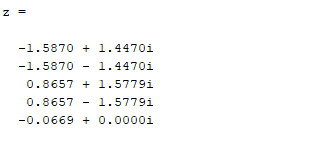 z =
-1.5870 + 1.4470i
-1.5870 - 1.4470i
0.8657 + 1.5779i
0.8657 - 1.5779i
-0.0669 + 0.0000i